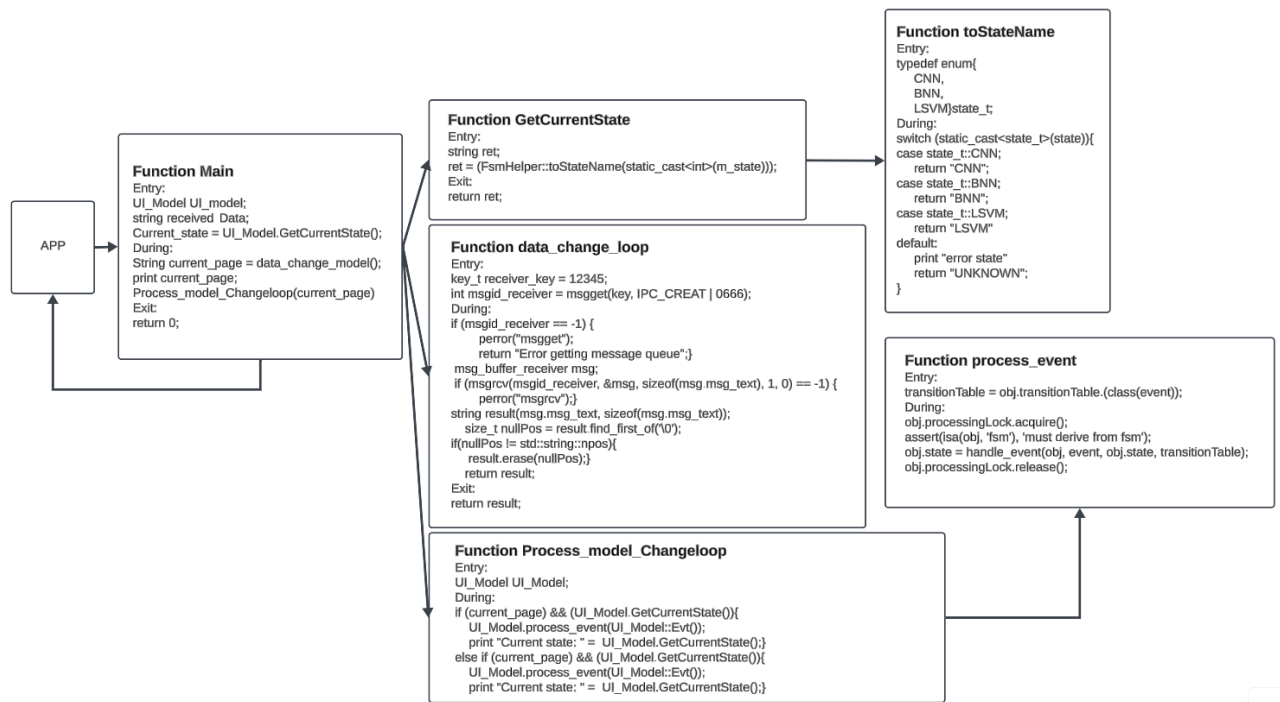 APP
Function Main
Entry:
UI_Model UI_model;
string received_Data;
Current_state = UI_Model.GetCurrentState();
During:
String current_page = data_change_model();
print current_page;
Process_model_Changeloop(current_page)
Exit:
return 0;
Function GetCurrentState
Entry:
string ret;
ret = (FsmHelper::toStateName(static_cast<int>(m_state)));
Exit:
return ret;
Function data_change_loop
Entry:
key_t receiver_key = 12345;
int msgid_receiver = msgget(key, IPC_CREAT | 0666);
During:
if (msgid_receiver == -1) {
perror("msgget");
return "Error getting message queue";}
msg_buffer_receiver msg;
if (msgrcv(msgid_receiver, &msg, sizeof(msg.msg_text), 1, 0) == -1) {
perror("msgrcv");}
string result(msg.msg_text, sizeof(msg.msg_text));
size_t nullPos = result.find_first_of('\0');
if(nullPos != std::string::npos){
result.erase(nullPos);}
return result;
Exit:
return result;
Function Process_model_Changeloop
Entry:
UI_Model UI_Model;
During:
if (current_page) && (UI_Model.GetCurrentState()){
UI_Model.process_event(UI_Model::Evt());
print "Current state: " = UI_Model.GetCurrentState();}
else if (current_page) && (UI_Model.GetCurrentState()){
UI_Model.process_event(UI_Model::Evt());
print "Current state: " = UI_Model.GetCurrentState();}
Function toStateName
Entry:
typedef enum{
CNN,
BNN,
LSVM}state_t;
During:
switch (static_cast<state_t>(state)){
case state_t::CNN;
return "CNN";
case state_t::BNN;
return "BNN";
case state_t::LSVM;
return "LSVM"
default:
print "error state"
return "UNKNOWN";
}
Function process_event
Entry:
transitionTable = obj.transitionTable.(class(event));
During:
obj.processingLock.acquire();
assert(isa(obj, 'fsm'), 'must derive from fsm');
obj.state = handle_event(obj, event, obj.state, transitionTable);
obj.processingLock.release();